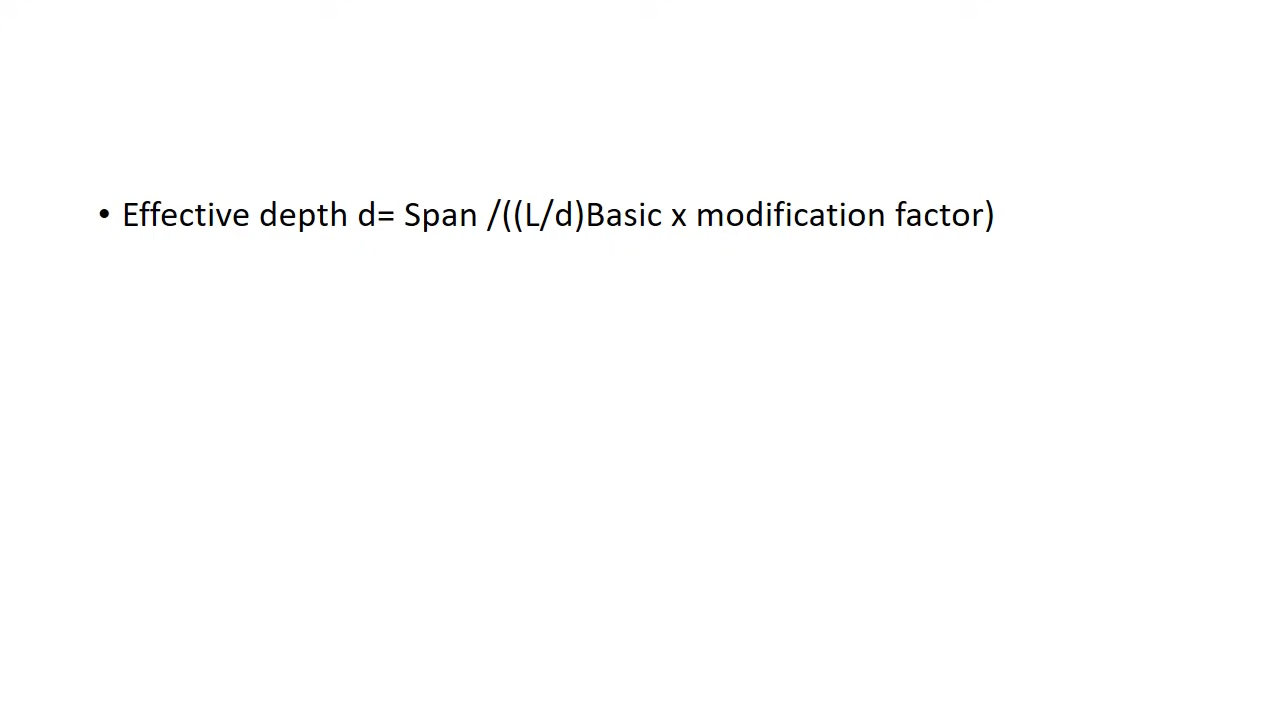 • Effective depth d= Span /((L/d)Basic x modification factor)